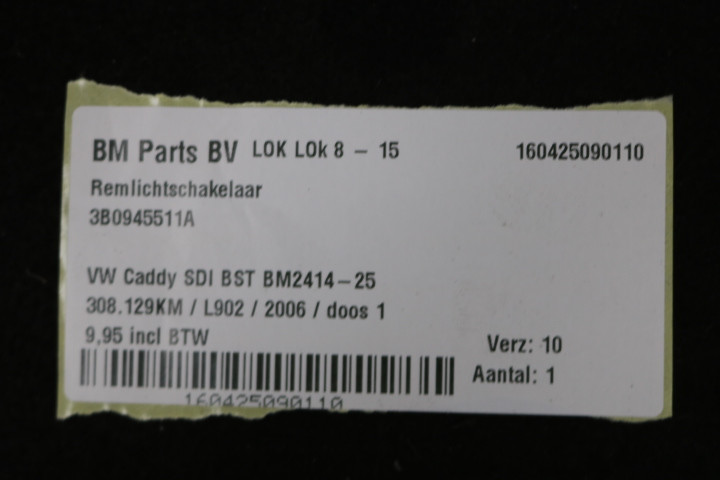 BM Parts BV LOK LOk 8 - 15 160425090110
Remlichtschakelaar
3B0945511A
VW Caddy SDI BST BM2414-25
308.129KM / L902 / 2006 / doos 1
9,95 incl BTW
Verz: 10
Aantal: 1
160425090110